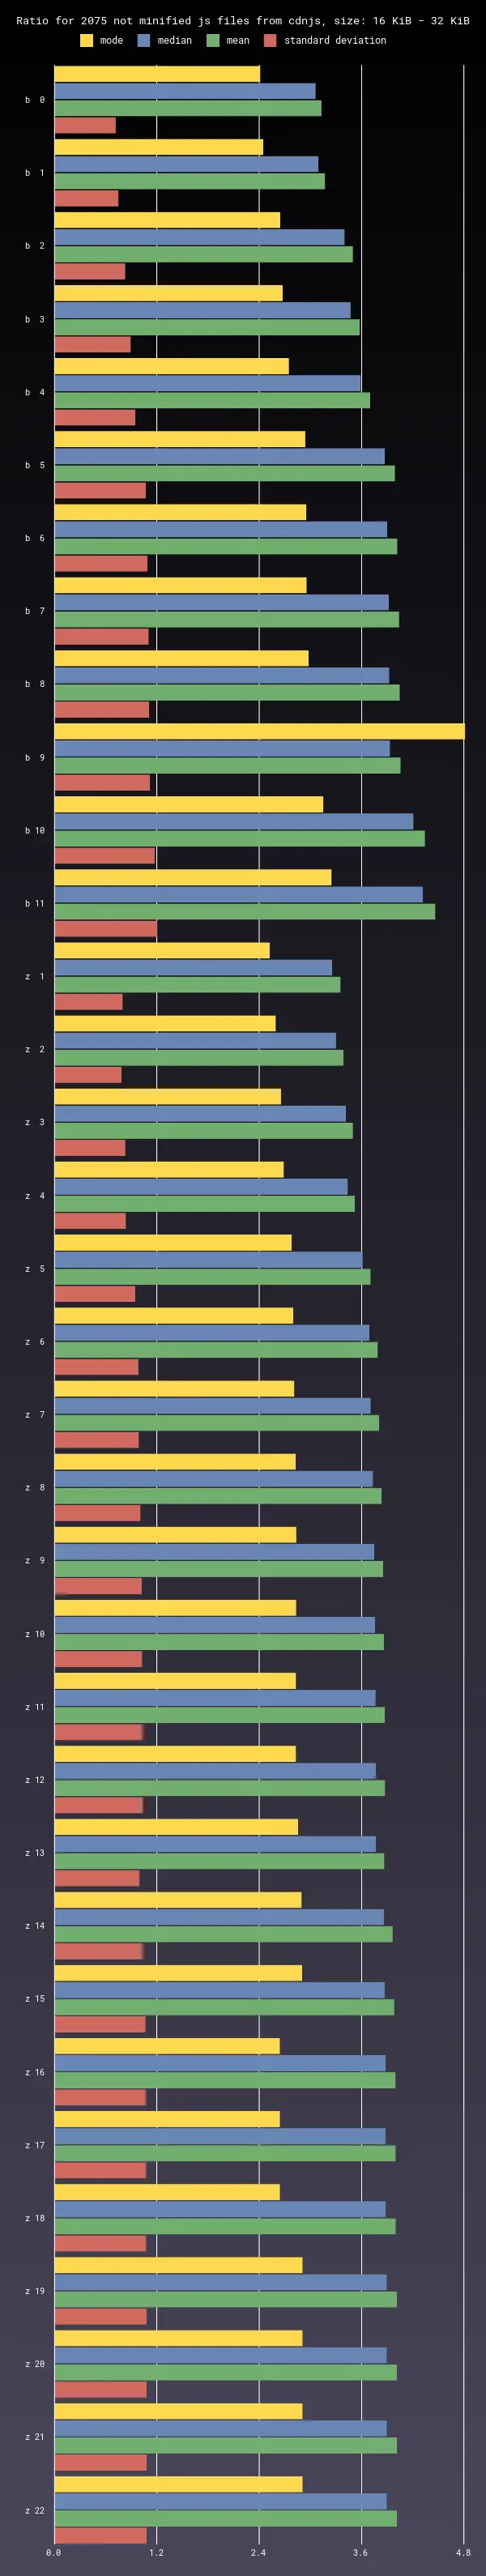 Ratio for 2075 not minified js files from cdnjs, size: 16 KiB - 32 KiB
mode median mean standard deviation
b 0
b 1
b 2
b 3
b 4
b 5
b 6
b 7
b 8
b 9
b 10
b 11
z 1
z 2
z 3
z 4
z 5
z 6
z 7
z 8
z 9
z 10
z 11
z 12
z 13
z 14
z 15
z 16
z 17
z 18
z 19
z 20
z 21
z 22
0.0 1.2 2.4 3.6 4.8